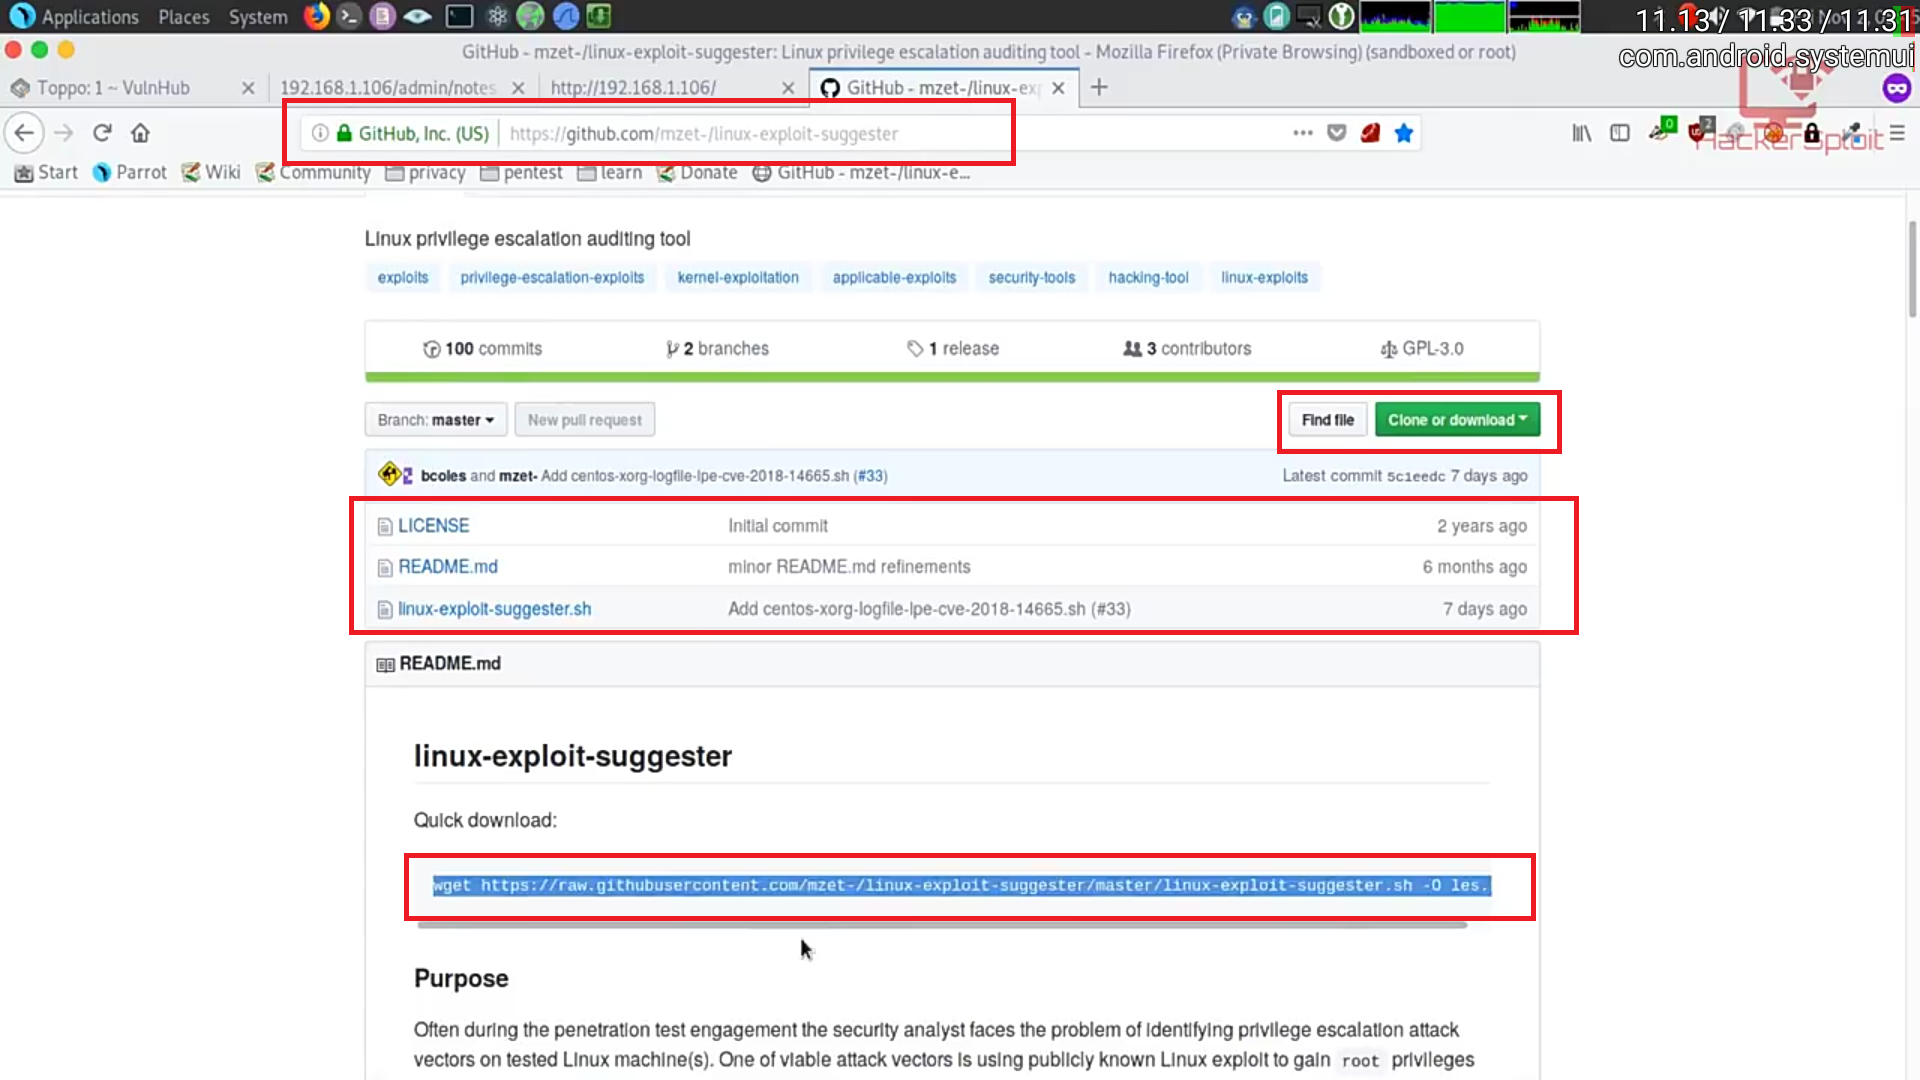 Applications Places System
11.13 / 11.33 / 11.31
GitHub - mzet-/linux-exploit-suggester: Linux privilege escalation auditing tool - Mozilla Firefox (Private Browsing) (sandboxed or root)
com.android.systemui
Toppo: 1 ~ VulnHub 192.168.1.106/admin/notes http://192.168.1.106/ GitHub - mzet-/linux-exp
GitHub, Inc. (US) https://github.com/mzet-/linux-exploit-suggester 0 2
HackerSploit
Start Parrot Wiki Community privacy pentest learn Donate GitHub - mzet-/linux-e...
Linux privilege escalation auditing tool
exploits privilege-escalation-exploits kernel-exploitation applicable-exploits security-tools hacking-tool linux-exploits
100 commits 2 branches 1 release 3 contributors GPL-3.0
Branch: master New pull request Find file Clone or download
bcoles and mzet- Add centos-xorg-logfile-lpe-cve-2018-14665.sh (#33) Latest commit 5c1eedc 7 days ago
LICENSE Initial commit 2 years ago
README.md minor README.md refinements 6 months ago
linux-exploit-suggester.sh Add centos-xorg-logfile-lpe-cve-2018-14665.sh (#33) 7 days ago
README.md
linux-exploit-suggester
Quick download:
wget https://raw.githubusercontent.com/mzet-/linux-exploit-suggester/master/linux-exploit-suggester.sh -O les.
Purpose
Often during the penetration test engagement the security analyst faces the problem of identifying privilege escalation attack
vectors on tested Linux machine(s). One of viable attack vectors is using publicly known Linux exploit to gain root privileges